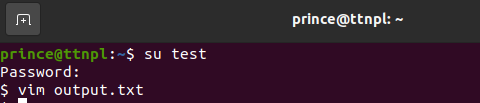 prince@ttnpl: ~
prince@ttnpl:~$ su test
Password:
$ vim output.txt